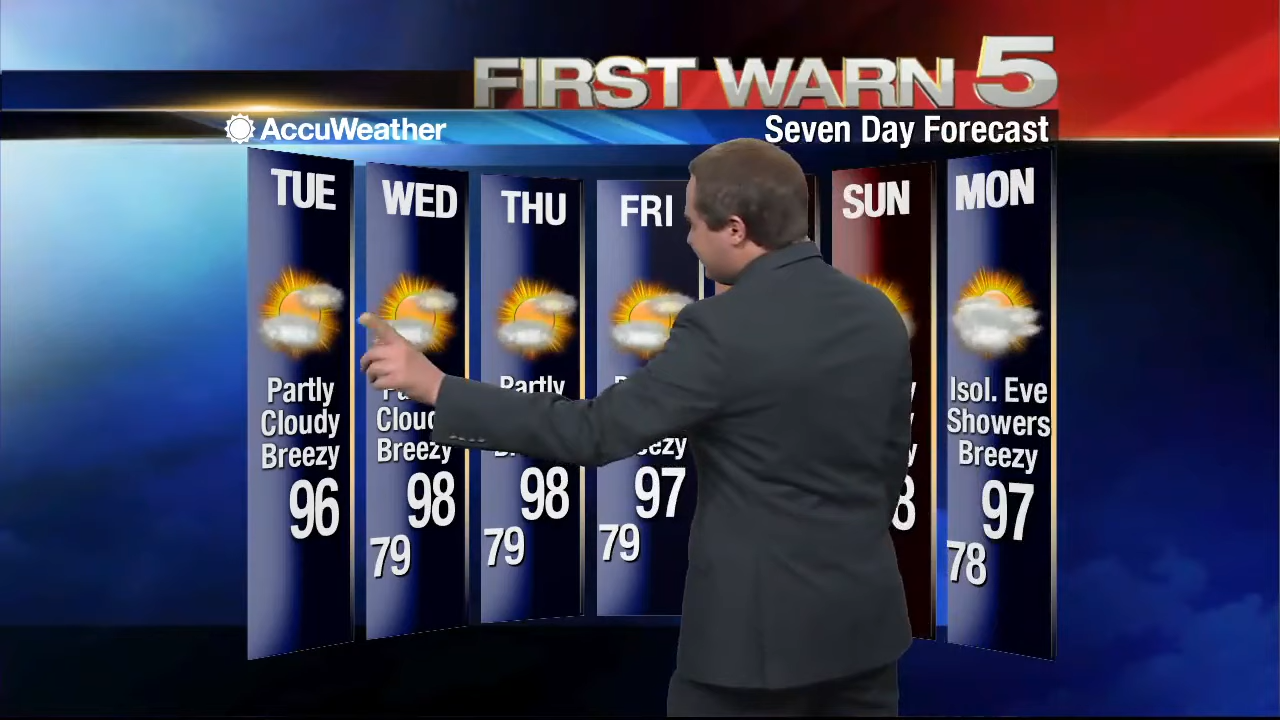 FIRST WARN 5
AccuWeather
Seven Day Forecast
TUE
Partly
Cloudy
Breezy
96
WED
Cloud
Breezy
98
79
THU
Partly
98
79
FRI
97
79
SUN
MON
Isol. Eve
Showers
Breezy
97
78